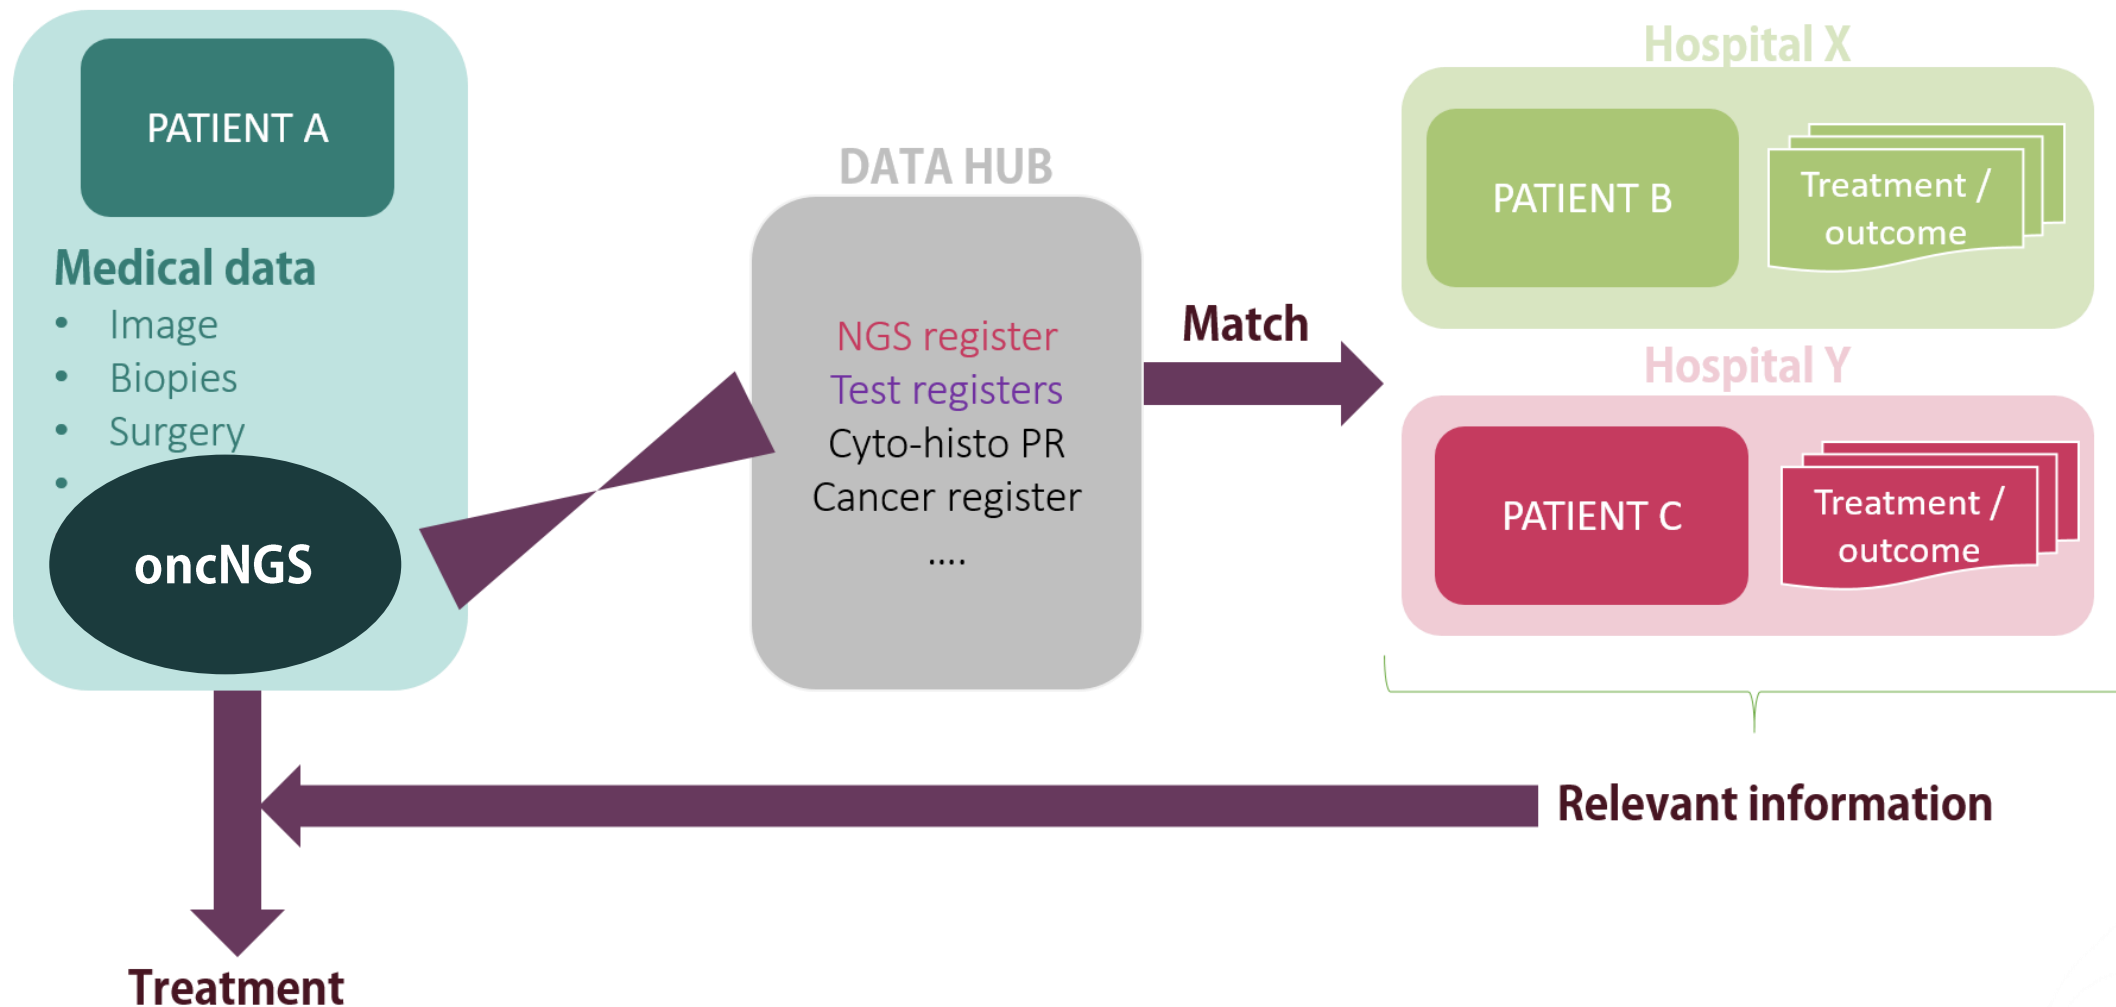 PATIENT A
Medical data
• Image
• Biopies
• Surgery
•
oncNGS
Treatment
DATA HUB
NGS register
Test registers
Cyto-histo PR
Cancer register
....
Match
Hospital X
PATIENT B
Treatment /
outcome
Hospital Y
PATIENT C
Treatment /
outcome
Relevant information